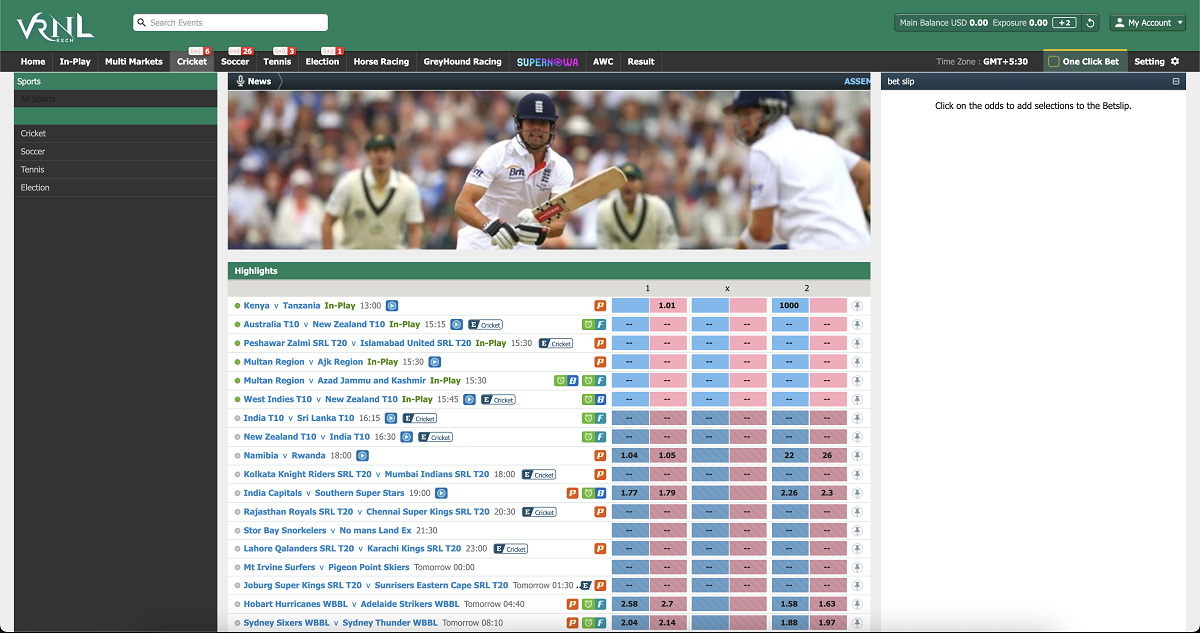 VRNL
EXCH
Search Events
Main Balance USD 0.00 Exposure 0.00 +2
My Account
6 26 3 1
Home In-Play Multi Markets Cricket Soccer Tennis Election Horse Racing GreyHound Racing SUPERNOWA AWC Result Time Zone : GMT+5:30 One Click Bet Setting
Sports
All Sports
Cricket
Soccer
Tennis
Election
News ASSEM
Brit
Highlights
1 x 2
Kenya v Tanzania In-Play 13:00 P 1.01 1000
Australia T10 v New Zealand T10 In-Play 15:15 E Cricket F -- -- -- -- -- --
Peshawar Zalmi SRL T20 v Islamabad United SRL T20 In-Play 15:30 E Cricket P -- -- -- -- -- --
Multan Region v Ajk Region In-Play 15:30 P -- -- -- -- -- --
Multan Region v Azad Jammu and Kashmir In-Play 15:30 B F -- -- -- -- -- --
West Indies T10 v New Zealand T10 In-Play 15:45 E Cricket B -- -- -- -- -- --
India T10 v Sri Lanka T10 16:15 E Cricket F -- -- -- -- -- --
New Zealand T10 v India T10 16:30 E Cricket F -- -- -- -- -- --
Namibia v Rwanda 18:00 P 1.04 1.05 22 26
Kolkata Knight Riders SRL T20 v Mumbai Indians SRL T20 18:00 E Cricket P -- -- -- -- -- --
India Capitals v Southern Super Stars 19:00 P B 1.77 1.79 2.26 2.3
Rajasthan Royals SRL T20 v Chennai Super Kings SRL T20 20:30 E Cricket P -- -- -- -- -- --
Stor Bay Snorkelers v No mans Land Ex 21:30 -- -- -- -- -- --
Lahore Qalanders SRL T20 v Karachi Kings SRL T20 23:00 E Cricket P -- -- -- -- -- --
Mt Irvine Surfers v Pigeon Point Skiers Tomorrow 00:00 -- -- -- -- -- --
Joburg Super Kings SRL T20 v Sunrisers Eastern Cape SRL T20 Tomorrow 01:30 .. E P -- -- -- -- -- --
Hobart Hurricanes WBBL v Adelaide Strikers WBBL Tomorrow 04:40 P F 2.58 2.7 1.58 1.63
Sydney Sixers WBBL v Sydney Thunder WBBL Tomorrow 08:10 P F 2.04 2.14 1.88 1.97
bet slip
Click on the odds to add selections to the Betslip.